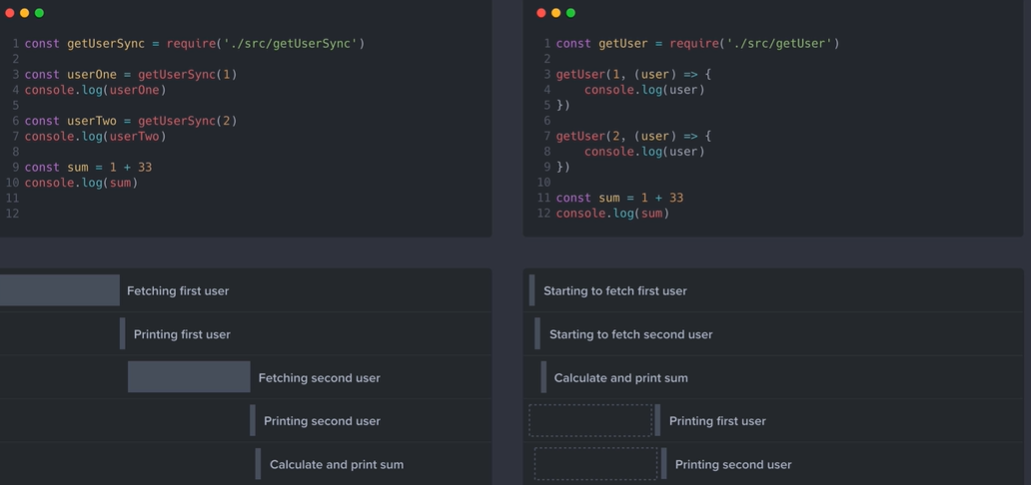 1 const getUserSync = require('./src/getUserSync')
2
3 const userOne = getUserSync(1)
4 console.log(userOne)
5
6 const userTwo = getUserSync(2)
7 console.log(userTwo)
8
9 const sum = 1 + 33
10 console.log(sum)
11
12
Fetching first user
Printing first user
Fetching second user
Printing second user
Calculate and print sum
1 const getUser = require('./src/getUser')
2
3 getUser(1, (user) => {
4     console.log(user)
5 })
6
7 getUser(2, (user) => {
8     console.log(user)
9 })
10
11 const sum = 1 + 33
12 console.log(sum)
Starting to fetch first user
Starting to fetch second user
Calculate and print sum
Printing first user
Printing second user